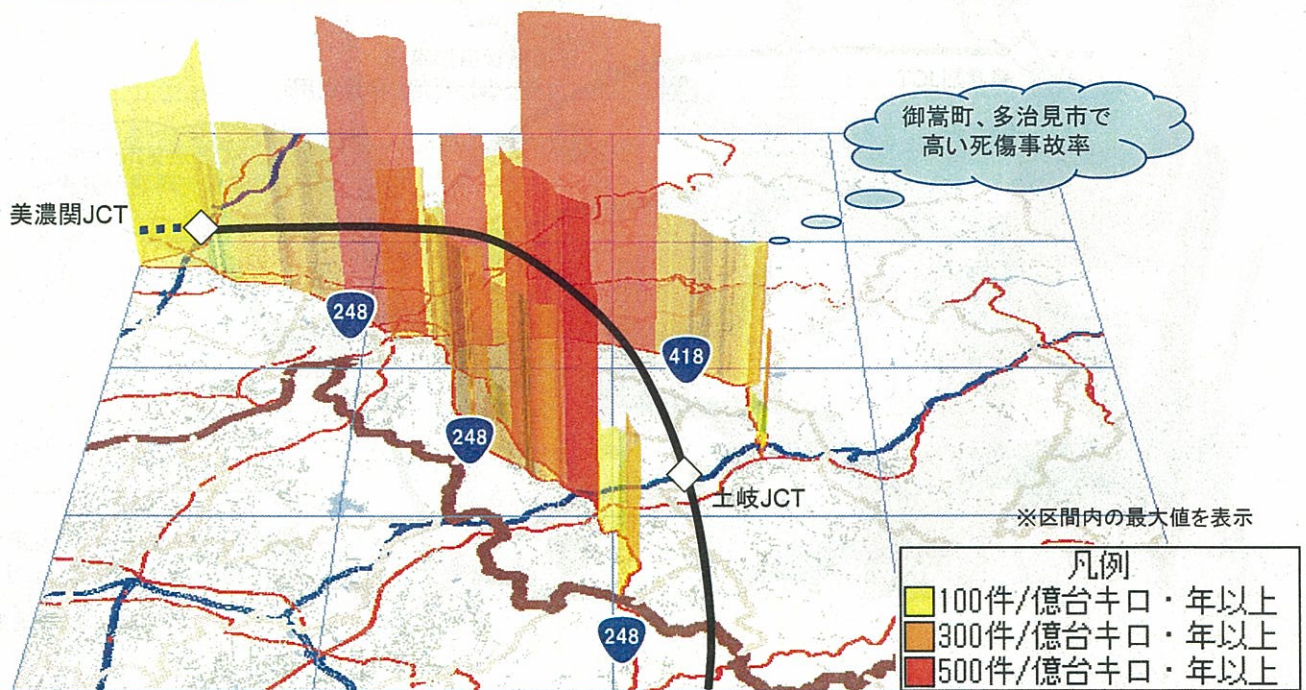 御嵩町、多治見市で
高い死傷事故率
美濃関JCT
248
418
248
土岐JCT
※区間内の最大値を表示
248
凡例
100件/億台キロ・年以上
300件/億台キロ・年以上
500件/億台キロ・年以上